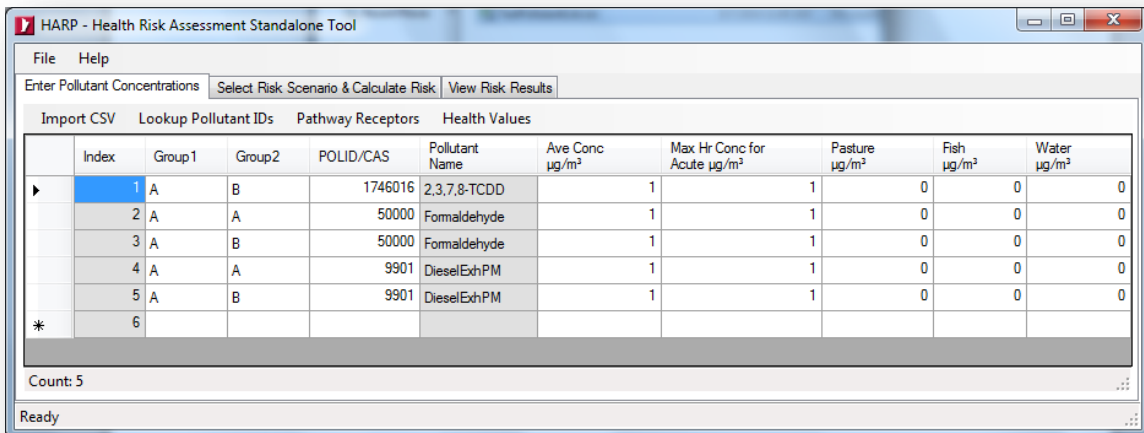 HARP - Health Risk Assessment Standalone Tool
File Help
Enter Pollutant Concentrations Select Risk Scenario & Calculate Risk View Risk Results
Import CSV Lookup Pollutant IDs Pathway Receptors Health Values
Index Group1 Group2 POLID/CAS Pollutant Name Ave Conc µg/m³ Max Hr Conc for Acute µg/m³ Pasture µg/m³ Fish µg/m³ Water µg/m³
1 A B 1746016 2,3,7,8-TCDD 1 1 0 0 0
2 A A 50000 Formaldehyde 1 1 0 0 0
3 A B 50000 Formaldehyde 1 1 0 0 0
4 A A 9901 DieselExhPM 1 1 0 0 0
5 A B 9901 DieselExhPM 1 1 0 0 0
* 6
Count: 5
Ready